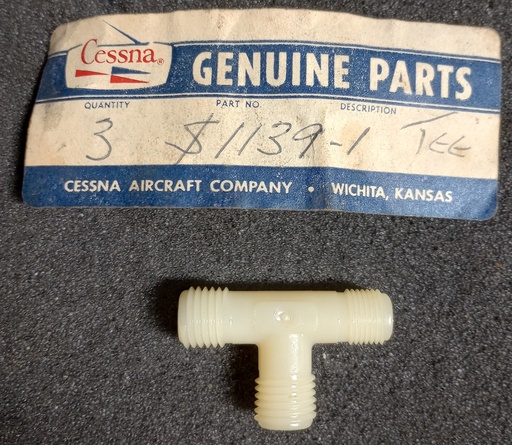 Cessna® GENUINE PARTS
QUANTITY PART NO. DESCRIPTION
3 S1139-1 TEE
CESSNA AIRCRAFT COMPANY • WICHITA, KANSAS